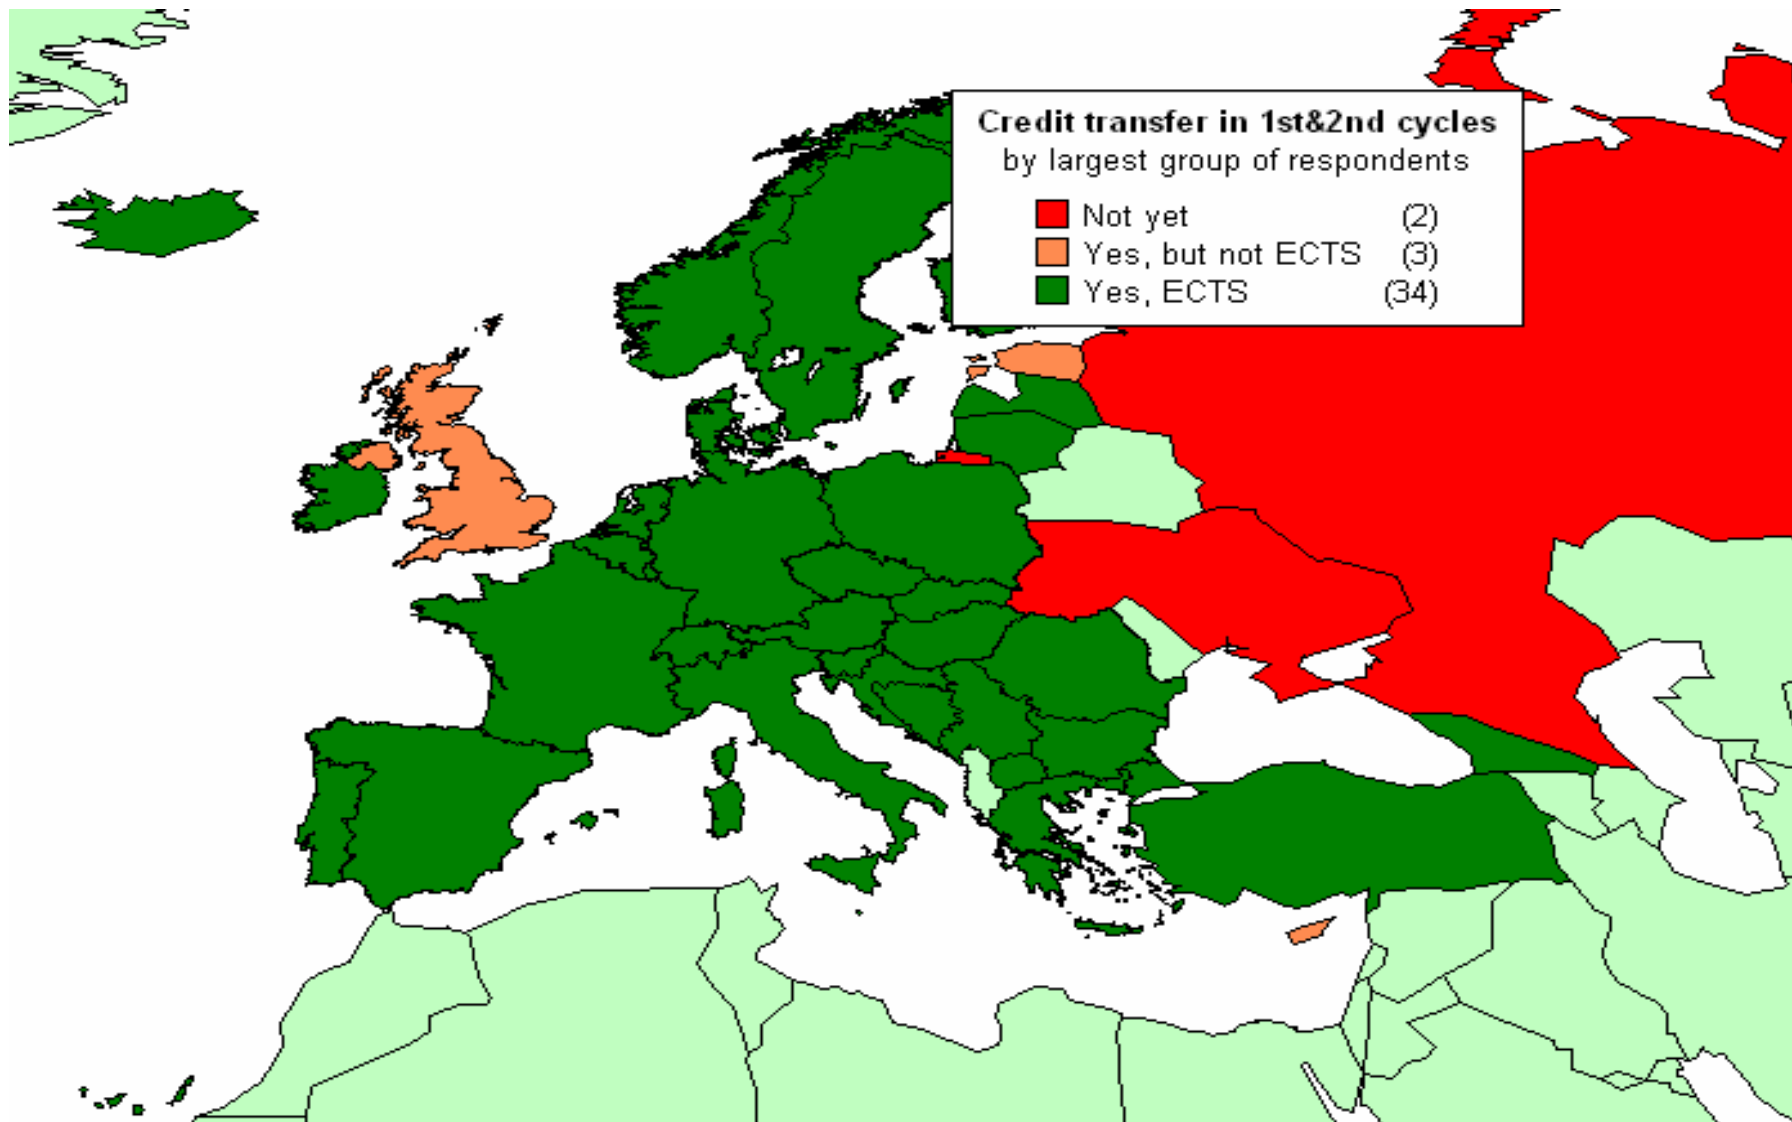 Credit transfer in 1st&2nd cycles
by largest group of respondents
Not yet (2)
Yes, but not ECTS (3)
Yes, ECTS (34)